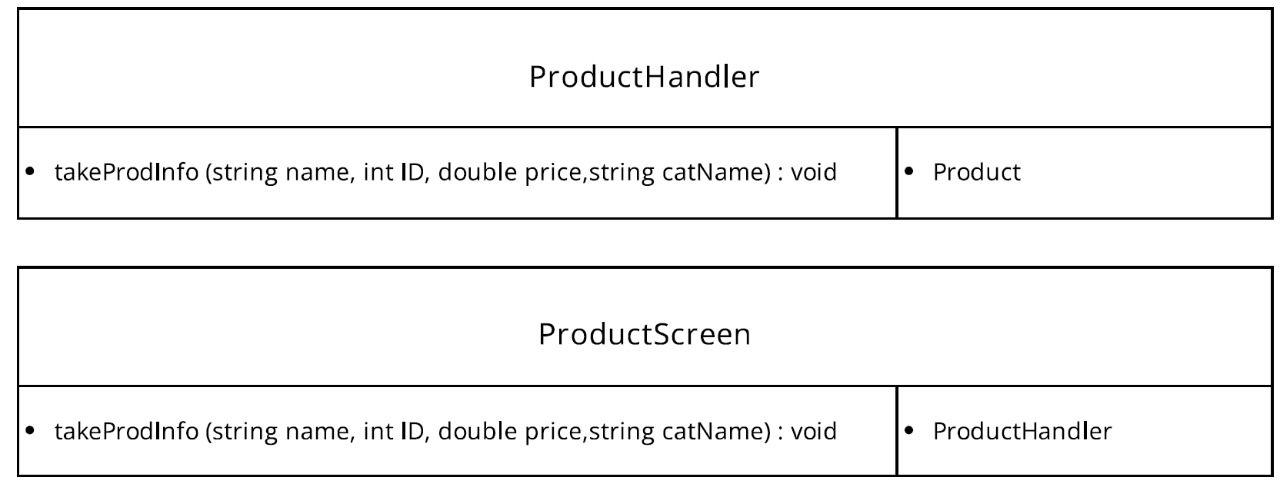 ProductHandler
• takeProdInfo (string name, int ID, double price,string catName) : void
• Product
ProductScreen
• takeProdInfo (string name, int ID, double price,string catName) : void
• ProductHandler